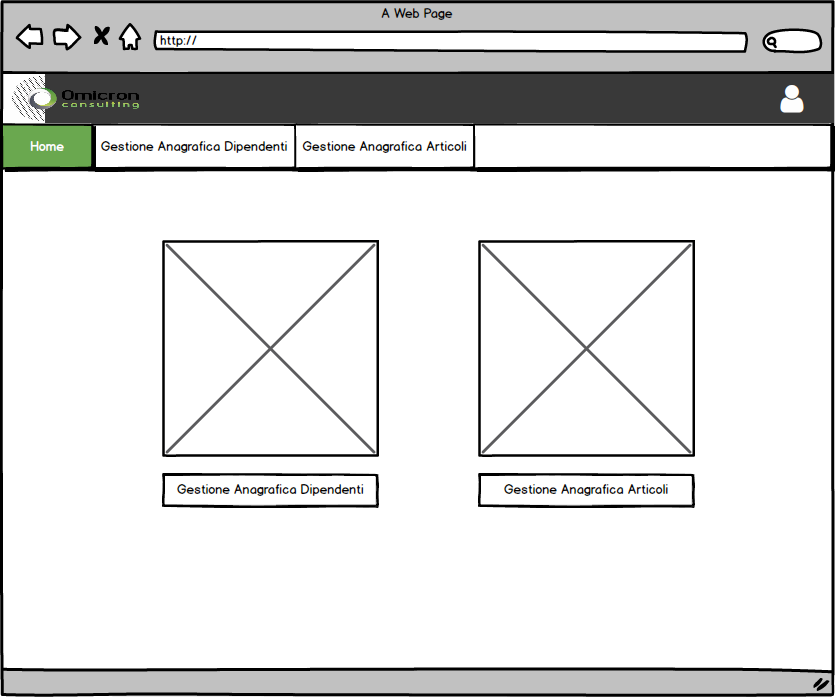 A Web Page
http://
Omicron
consulting
Home
Gestione Anagrafica Dipendenti
Gestione Anagrafica Articoli
Gestione Anagrafica Dipendenti
Gestione Anagrafica Articoli